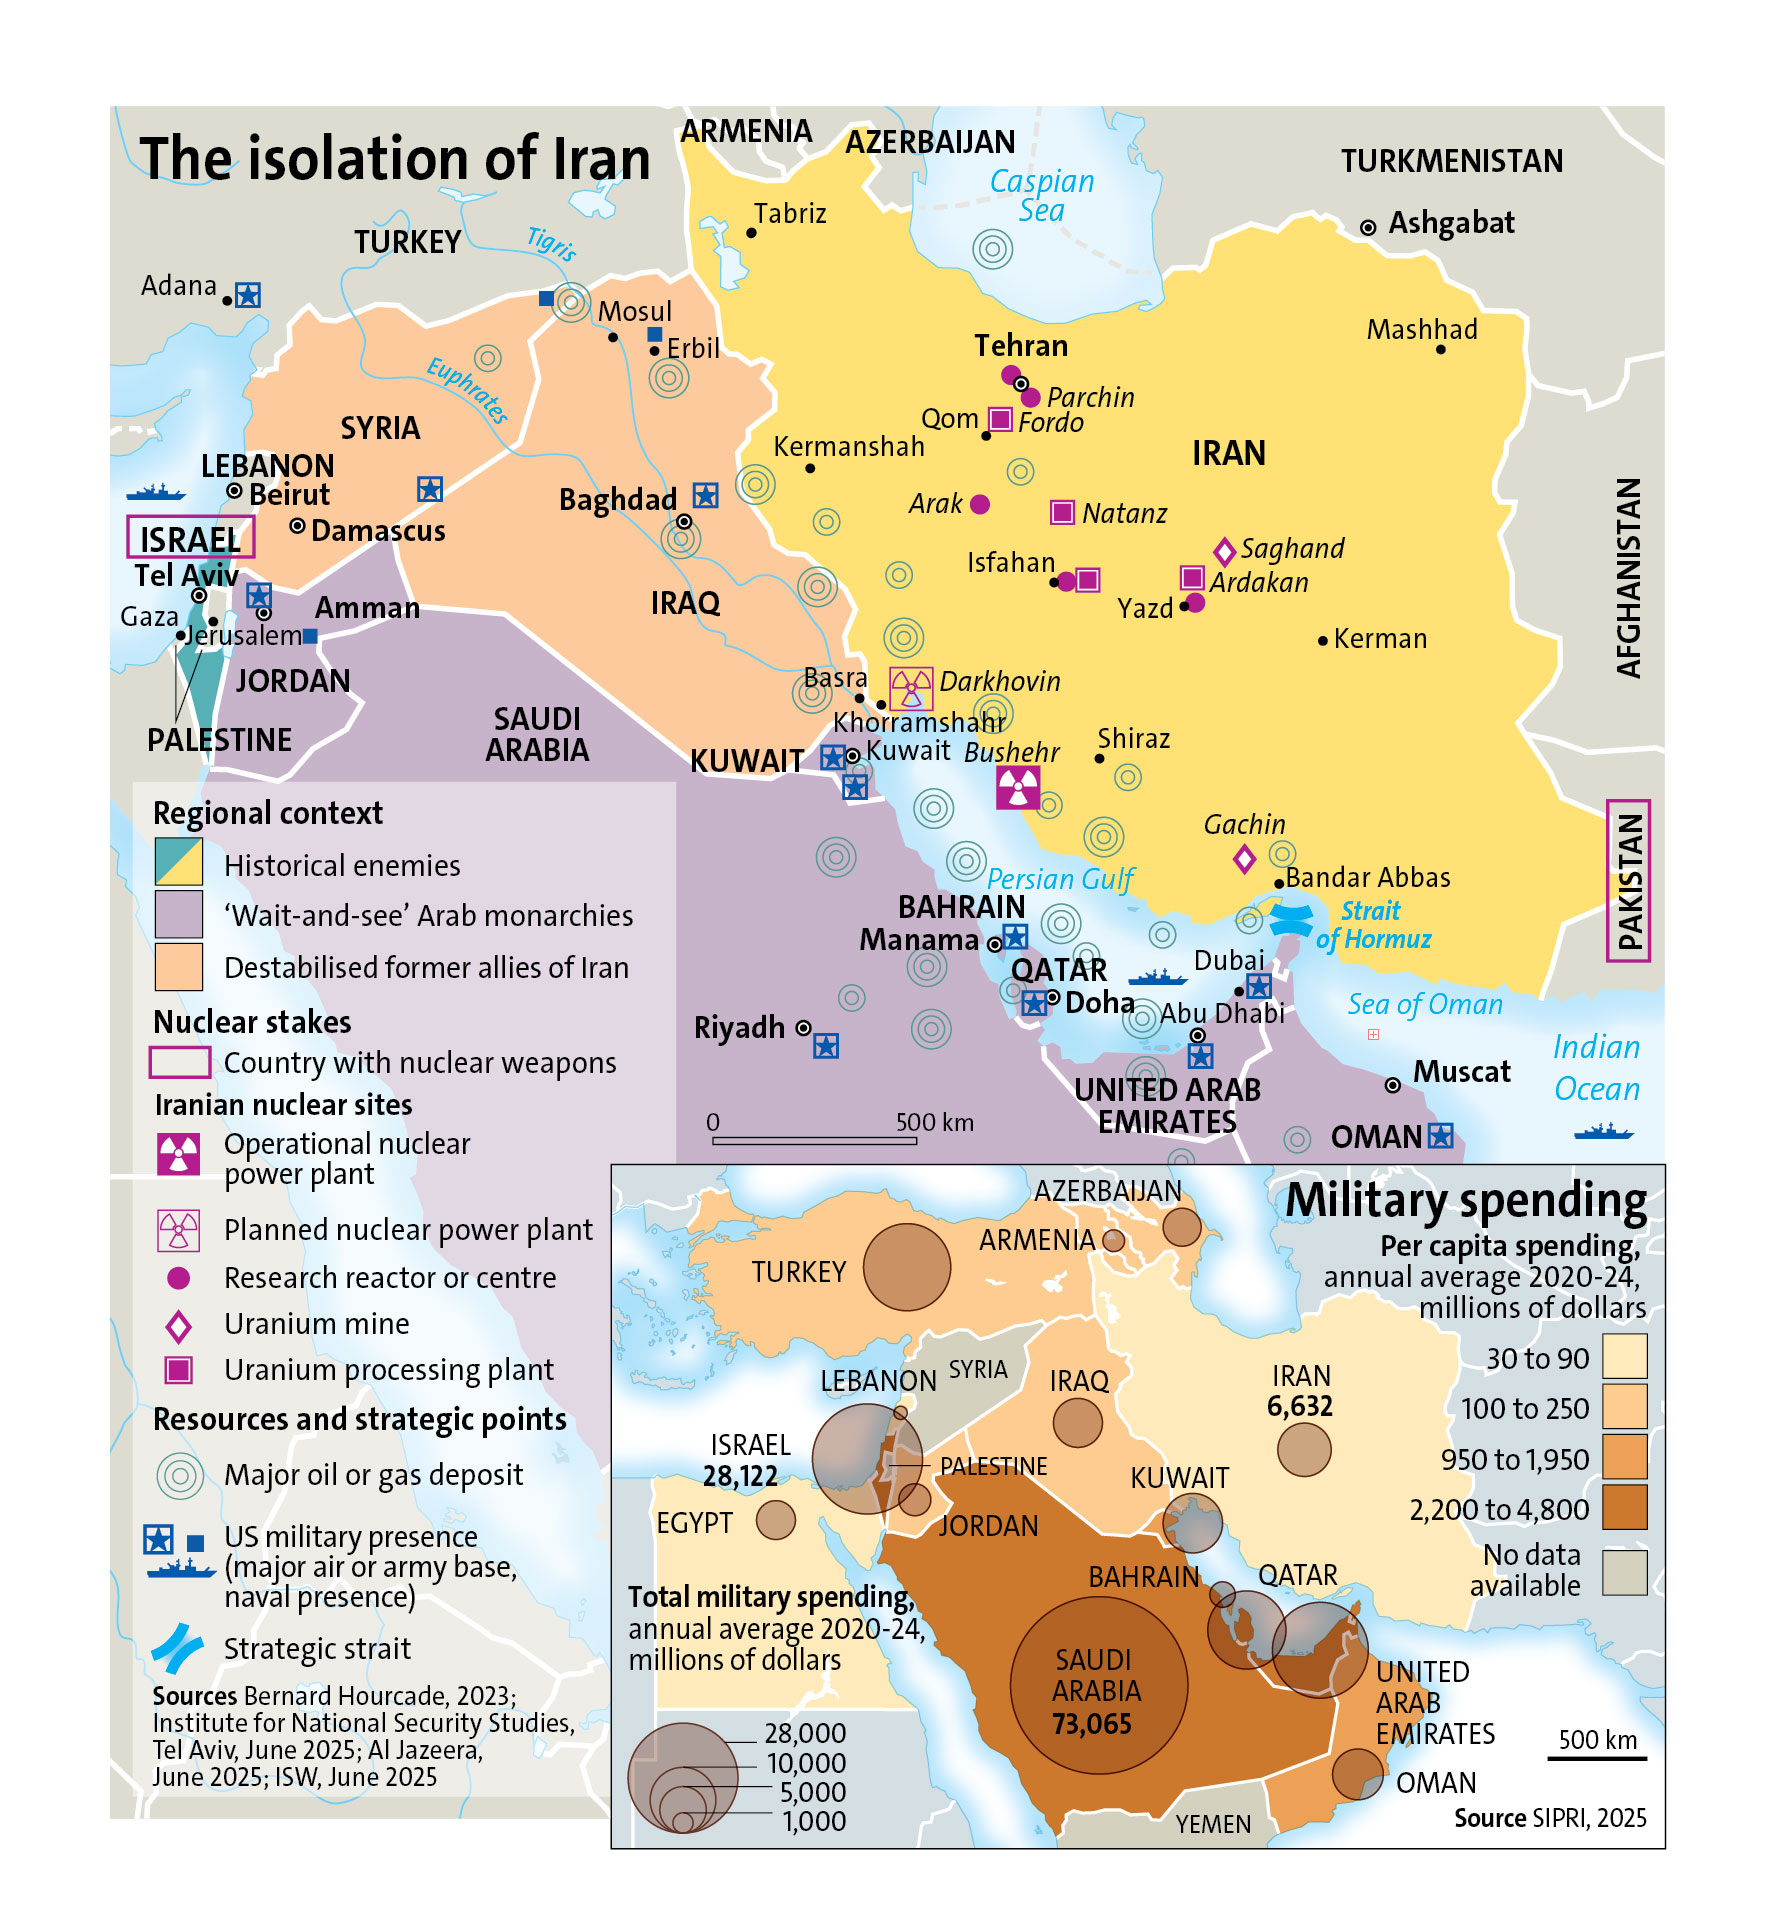 The isolation of Iran
ARMENIA
AZERBAIJAN
TURKMENISTAN
Caspian
Sea
Ashgabat
Tabriz
TURKEY
Tigris
Adana
Mosul
Erbil
Mashhad
Tehran
Parchin
Qom
Fordo
Euphrates
SYRIA
Kermanshah
IRAN
LEBANON
Beirut
Baghdad
Arak
Natanz
AFGHANISTAN
ISRAEL
Damascus
Tel Aviv
Isfahan
Saghand
Ardakan
Gaza
Amman
IRAQ
Yazd
Jerusalem
Kerman
JORDAN
Basra
Darkhovin
SAUDI
ARABIA
Khorramshahr
PALESTINE
KUWAIT
Kuwait
Bushehr
Shiraz
Gachin
PAKISTAN
Persian Gulf
Bandar Abbas
BAHRAIN
Manama
Strait
of Hormuz
QATAR
Doha
Dubai
Abu Dhabi
Sea of Oman
Riyadh
Indian
Ocean
Muscat
UNITED ARAB
EMIRATES
OMAN
0 500 km
Regional context
Historical enemies
‘Wait-and-see’ Arab monarchies
Destabilised former allies of Iran
Nuclear stakes
Country with nuclear weapons
Iranian nuclear sites
Operational nuclear
power plant
Planned nuclear power plant
Research reactor or centre
Uranium mine
Uranium processing plant
Resources and strategic points
Major oil or gas deposit
US military presence
(major air or army base,
naval presence)
Strategic strait
Sources Bernard Hourcade, 2023;
Institute for National Security Studies,
Tel Aviv, June 2025; Al Jazeera,
June 2025; ISW, June 2025
Military spending
Per capita spending,
annual average 2020-24,
millions of dollars
30 to 90
100 to 250
950 to 1,950
2,200 to 4,800
No data
available
AZERBAIJAN
ARMENIA
TURKEY
LEBANON
SYRIA
IRAQ
IRAN
6,632
ISRAEL
28,122
PALESTINE
KUWAIT
EGYPT
JORDAN
BAHRAIN
QATAR
Total military spending,
annual average 2020-24,
millions of dollars
SAUDI
ARABIA
73,065
UNITED
ARAB
EMIRATES
28,000
10,000
5,000
1,000
OMAN
YEMEN
500 km
Source SIPRI, 2025